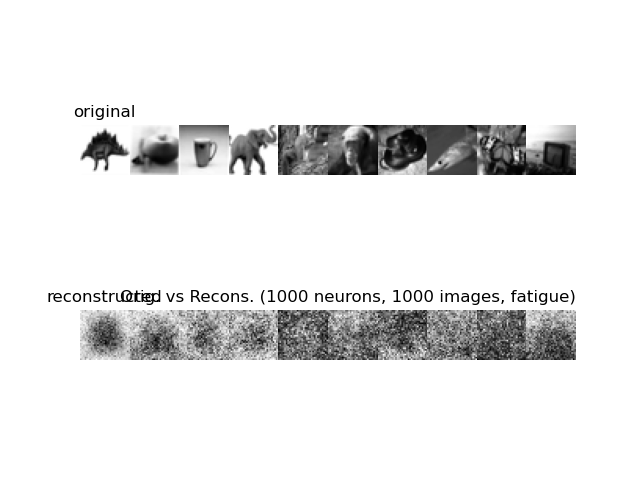 original
reconstructed
Orig. vs Recons. (1000 neurons, 1000 images, fatigue)